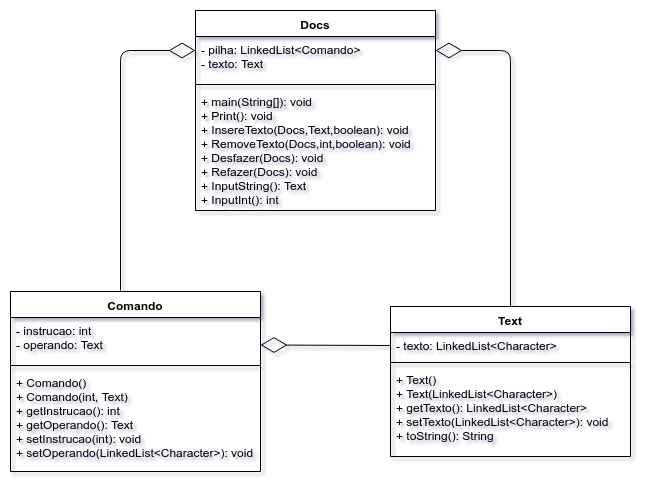 Docs
- pilha: LinkedList<Comando>
- texto: Text
+ main(String[]): void
+ Print(): void
+ InsereTexto(Docs,Text,boolean): void
+ RemoveTexto(Docs,int,boolean): void
+ Desfazer(Docs): void
+ Refazer(Docs): void
+ InputString(): Text
+ InputInt(): int
Comando
- instrucao: int
- operando: Text
+ Comando()
+ Comando(int, Text)
+ getInstrucao(): int
+ getOperando(): Text
+ setInstrucao(int): void
+ setOperando(LinkedList<Character>): void
Text
- texto: LinkedList<Character>
+ Text()
+ Text(LinkedList<Character>)
+ getTexto(): LinkedList<Character>
+ setTexto(LinkedList<Character>): void
+ toString(): String